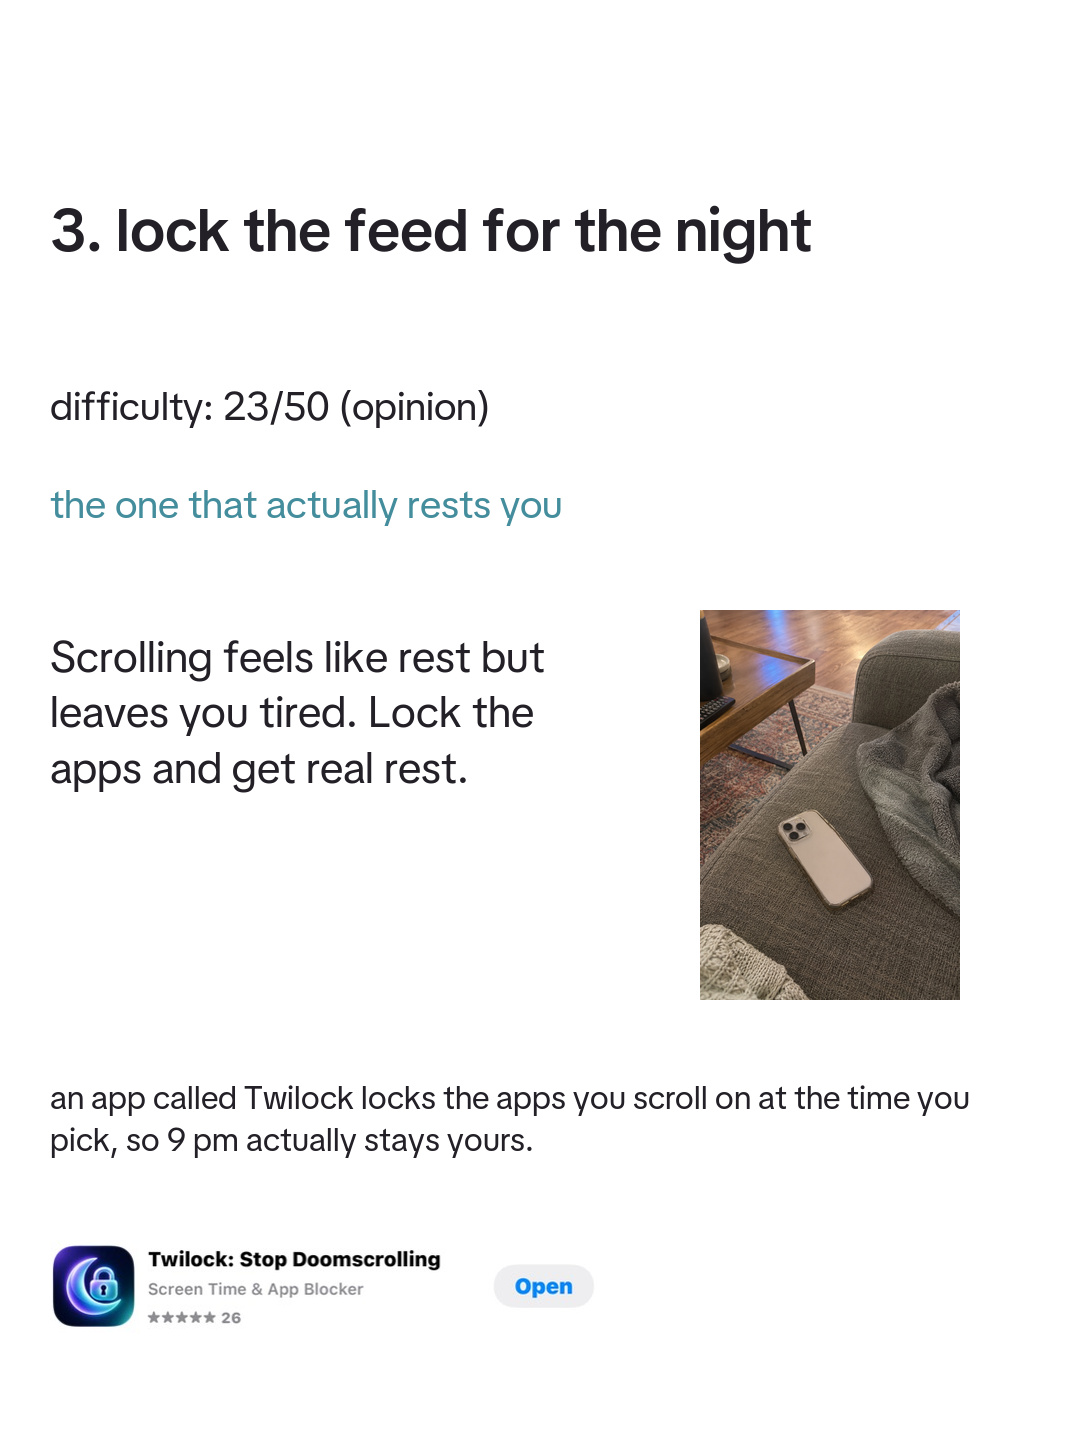 3. lock the feed for the night
difficulty: 23/50 (opinion)
the one that actually rests you
Scrolling feels like rest but
leaves you tired. Lock the
apps and get real rest.
an app called Twilock locks the apps you scroll on at the time you
pick, so 9 pm actually stays yours.
Twilock: Stop Doomscrolling
Screen Time & App Blocker
★★★★★ 26
Open